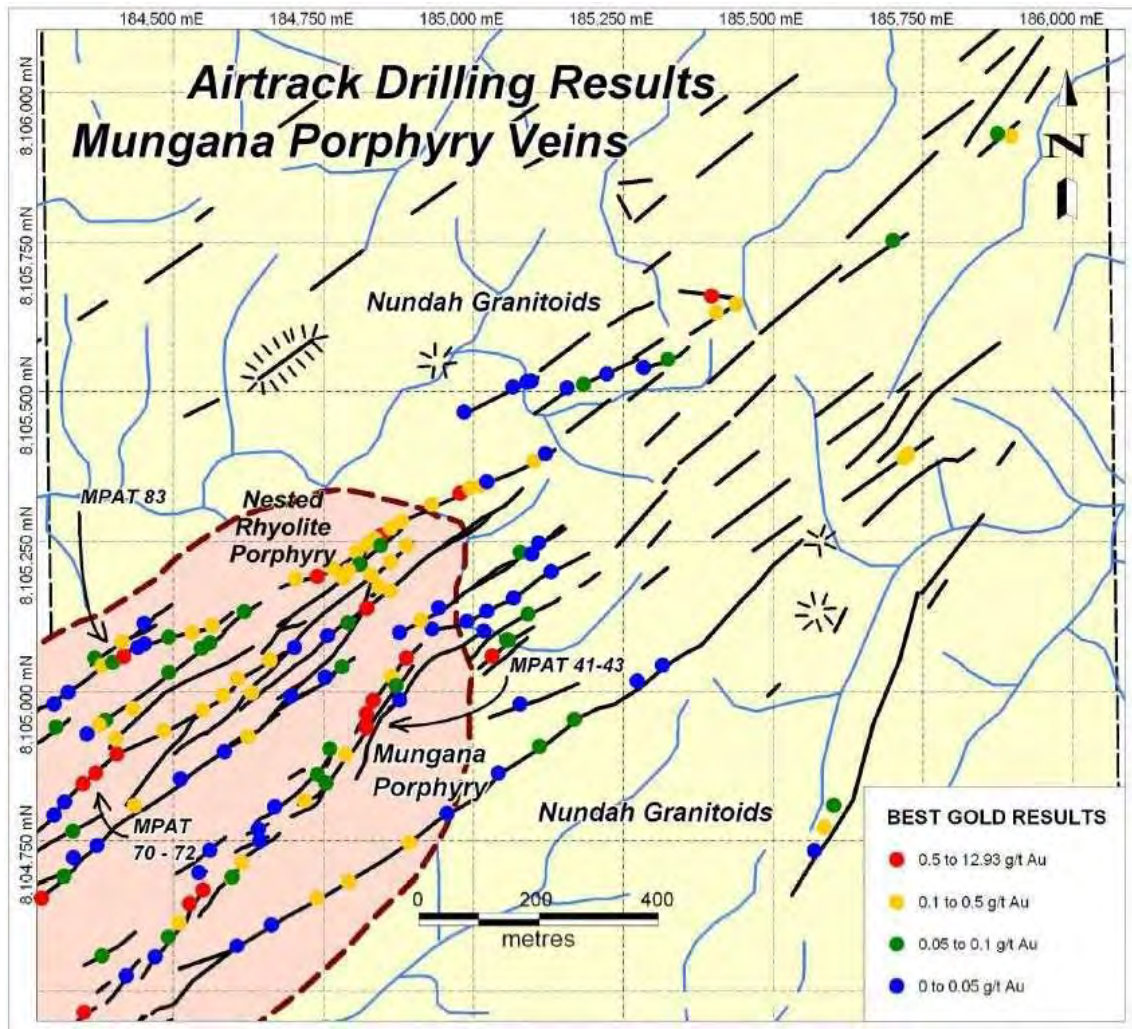 184,500 mE
184,750 mE
185,000 mE
185,250 mE
185,500 mE
185,750 mE
186,000 mE
Airtrack Drilling Results
Mungana Porphyry Veins
8,106,000 mN
N
8,105,750 mN
Nundah Granitoids
8,105,500 mN
MPAT 83
Nested
Rhyolite
Porphyry
8,105,250 mN
MPAT 41-43
8,105,000 mN
Mungana
Porphyry
MPAT
70 - 72
Nundah Granitoids
8,104,750 mN
0
200
400
metres
BEST GOLD RESULTS
0.5 to 12.93 g/t Au
0.1 to 0.5 g/t Au
0.05 to 0.1 g/t Au
0 to 0.05 g/t Au